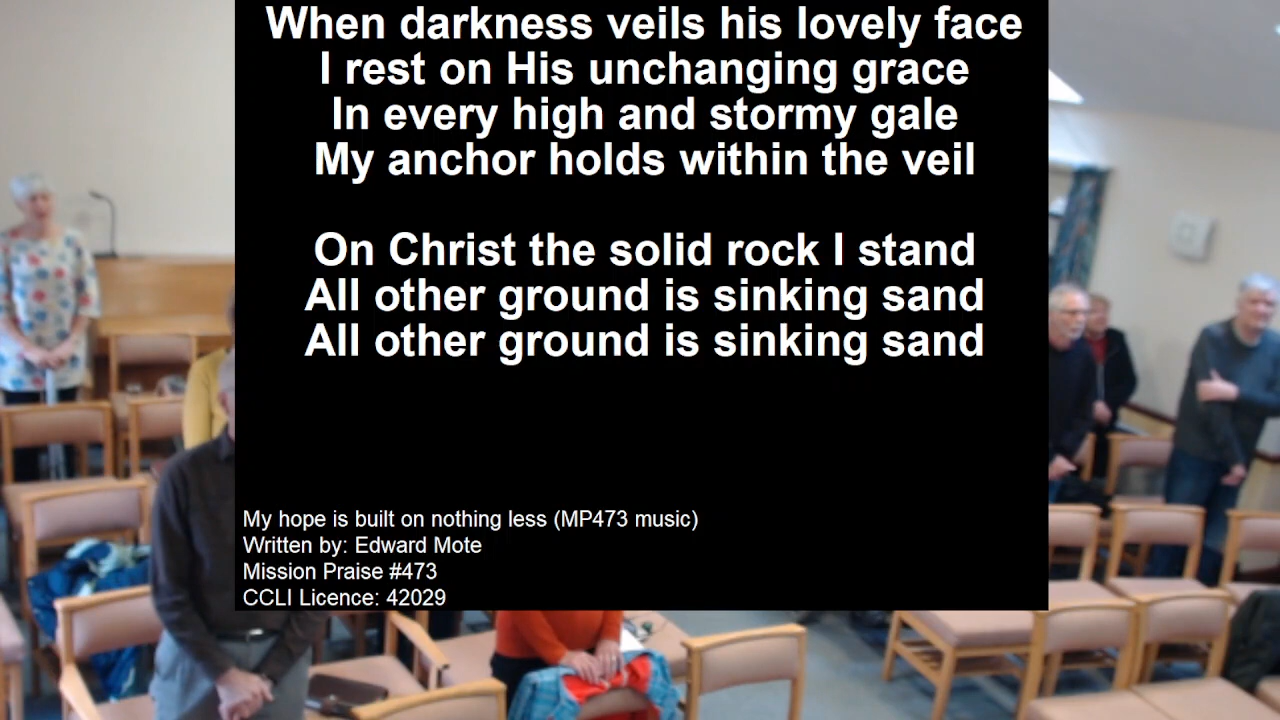 When darkness veils his lovely face
I rest on His unchanging grace
In every high and stormy gale
My anchor holds within the veil
On Christ the solid rock I stand
All other ground is sinking sand
All other ground is sinking sand
My hope is built on nothing less (MP473 music)
Written by: Edward Mote
Mission Praise #473
CCLI Licence: 42029